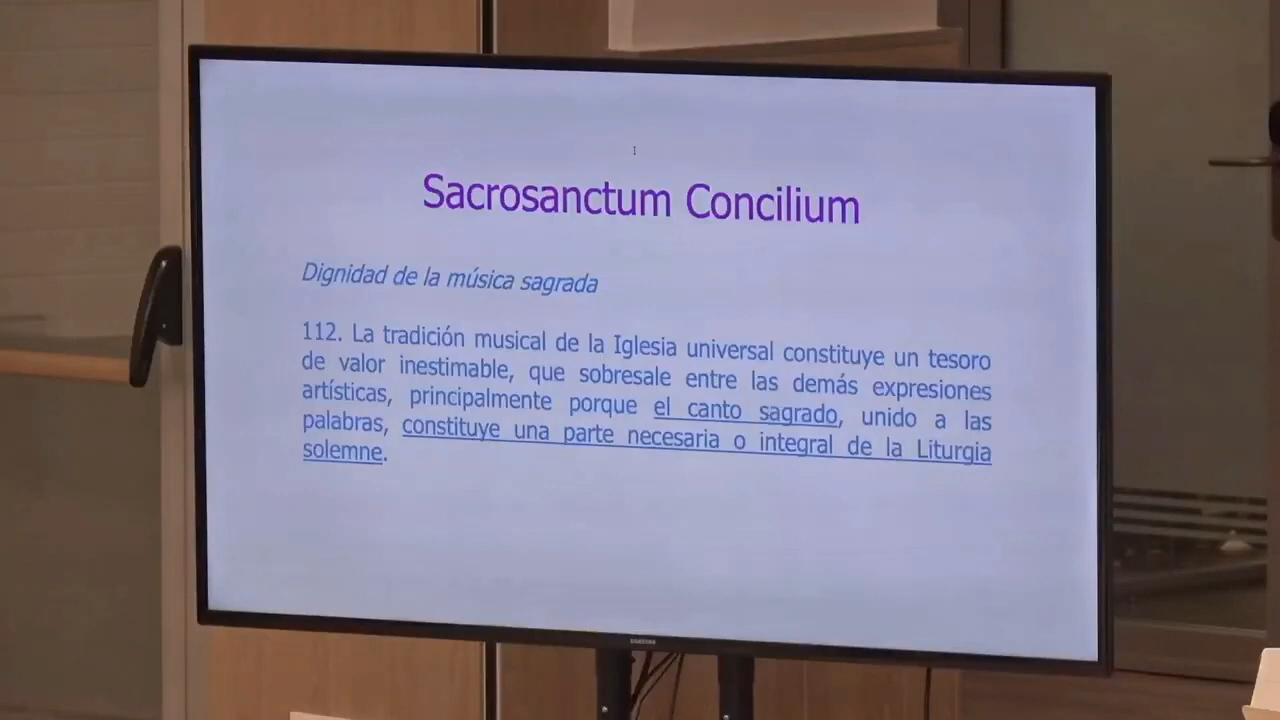 Sacrosanctum Concilium
Dignidad de la música sagrada
112. La tradición musical de la Iglesia universal constituye un tesoro
de valor inestimable, que sobresale entre las demás expresiones
artísticas, principalmente porque el canto sagrado, unido a las
palabras, constituye una parte necesaria o integral de la Liturgia
solemne.
SAMSUNG